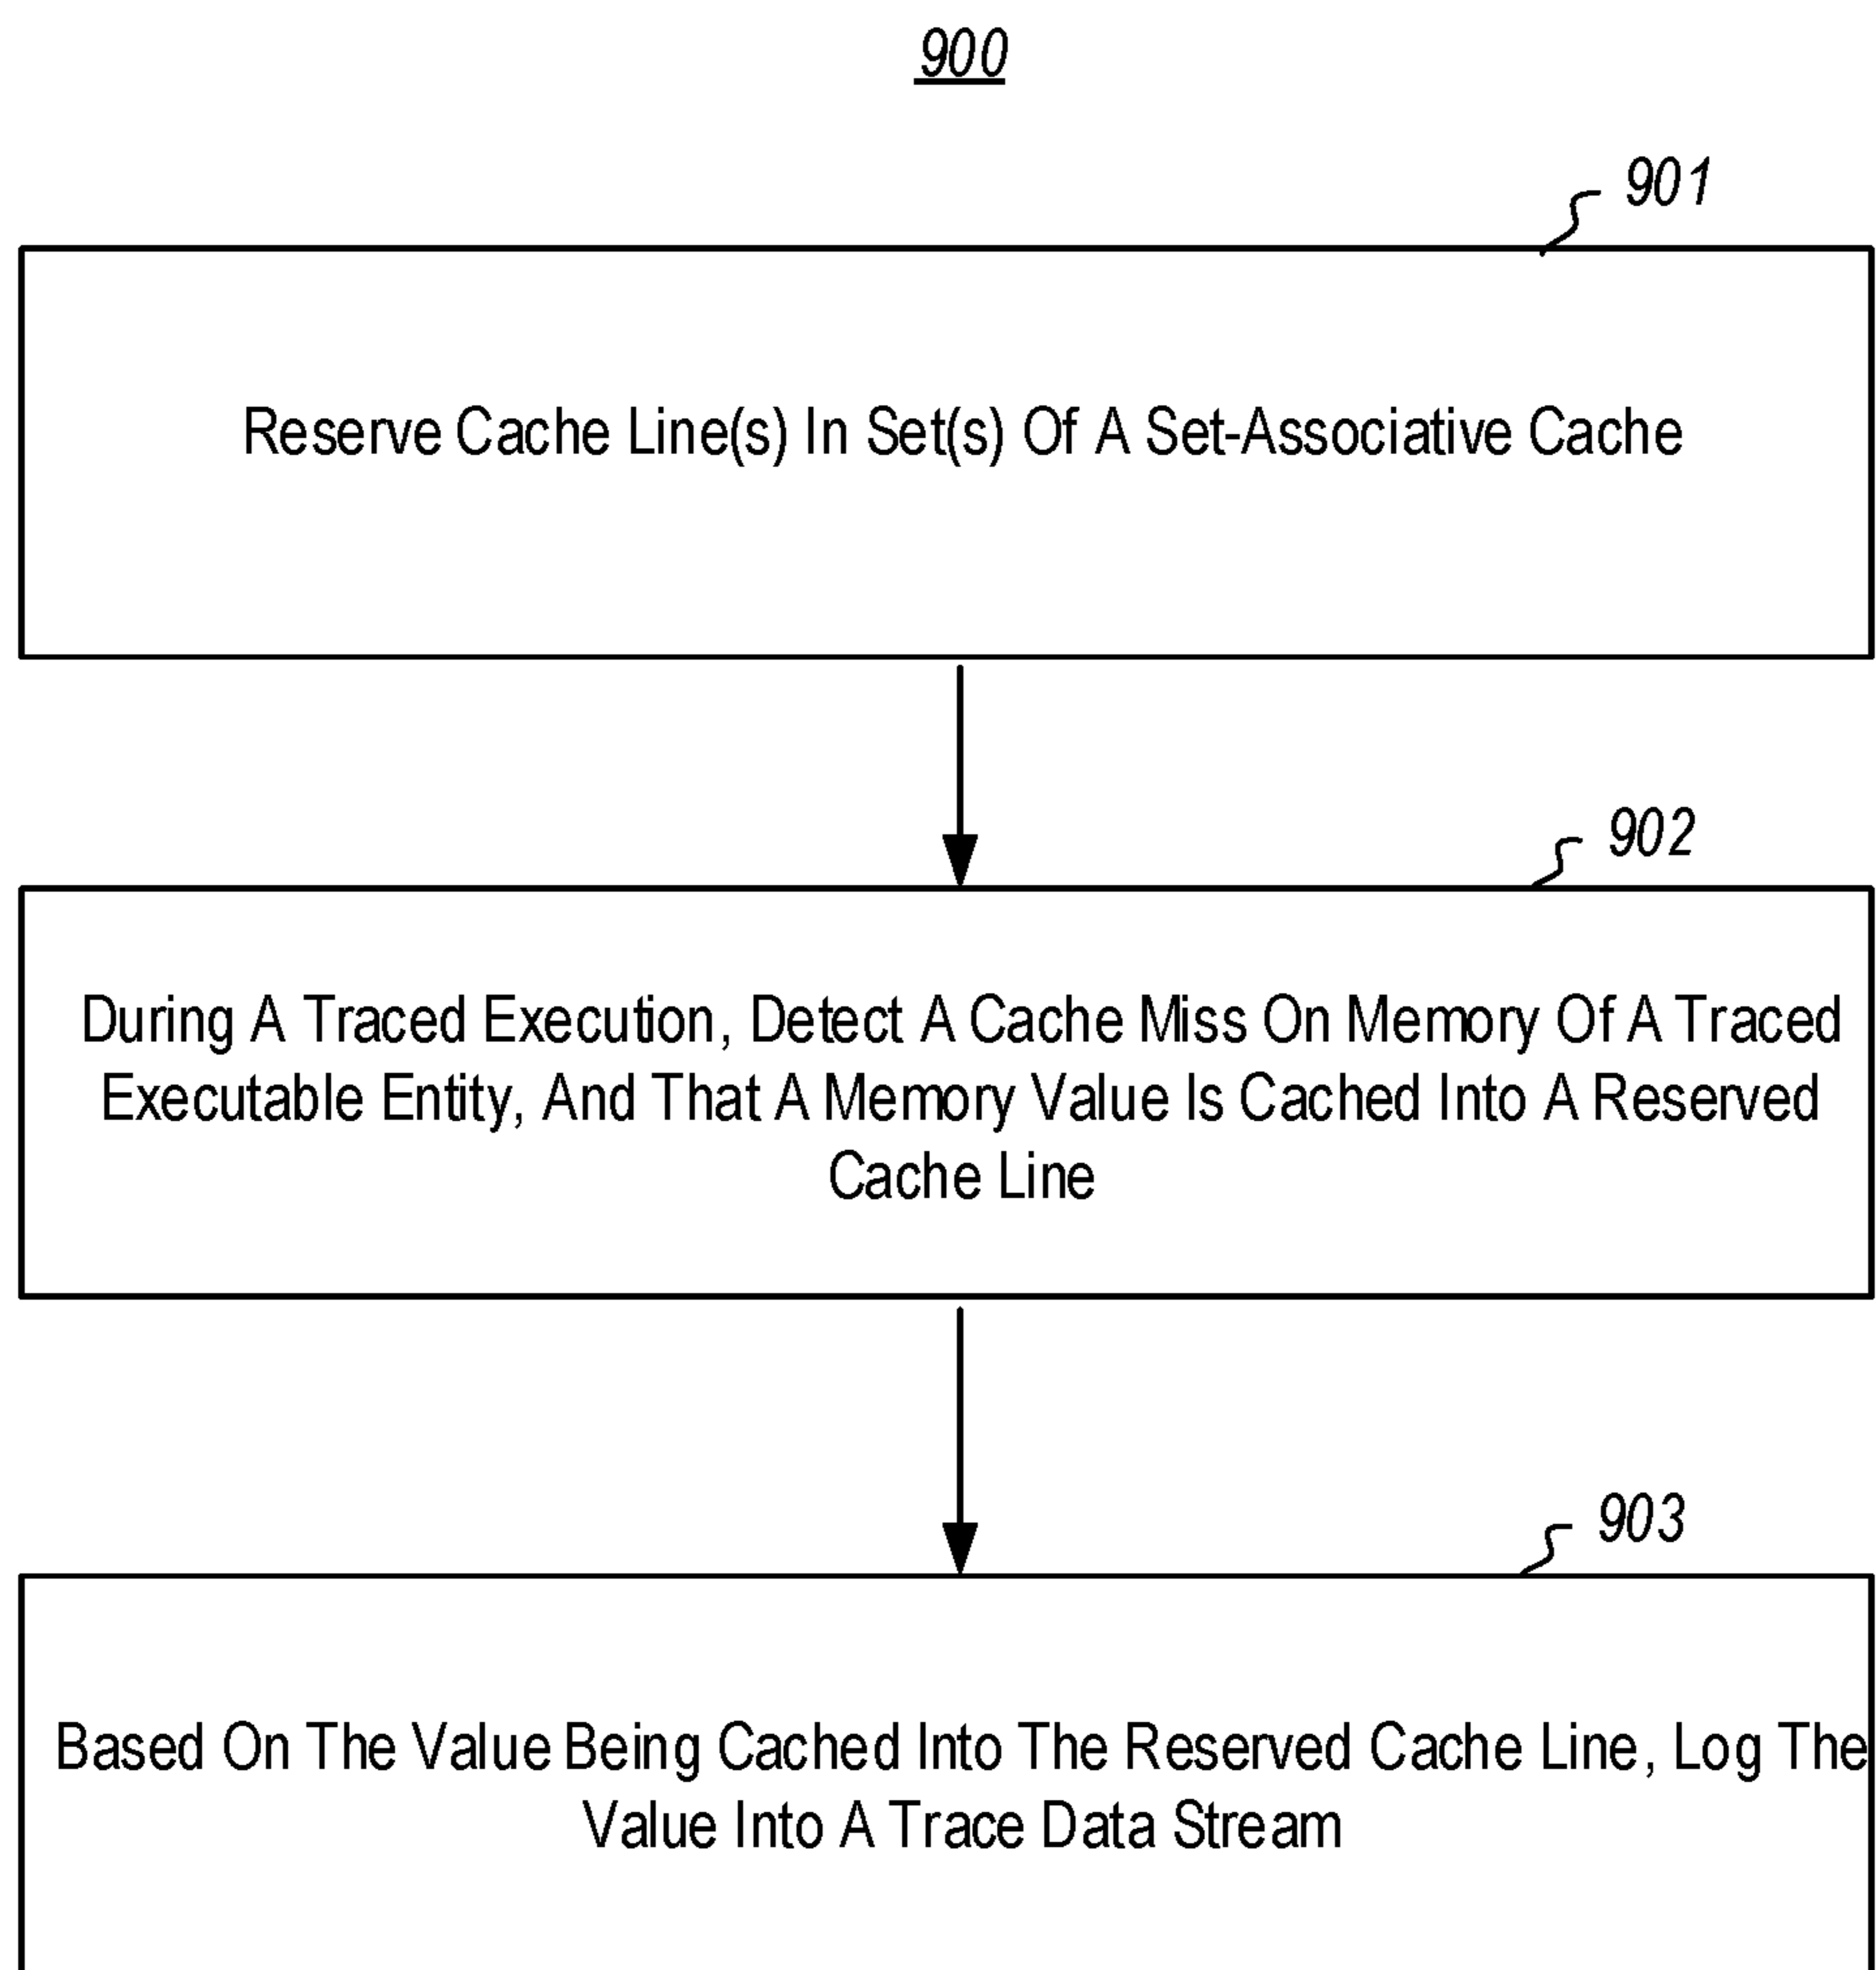 900
901
Reserve Cache Line(s) In Set(s) Of A Set-Associative Cache
902
During A Traced Execution, Detect A Cache Miss On Memory Of A Traced
Executable Entity, And That A Memory Value Is Cached Into A Reserved
Cache Line
903
Based On The Value Being Cached Into The Reserved Cache Line, Log The
Value Into A Trace Data Stream